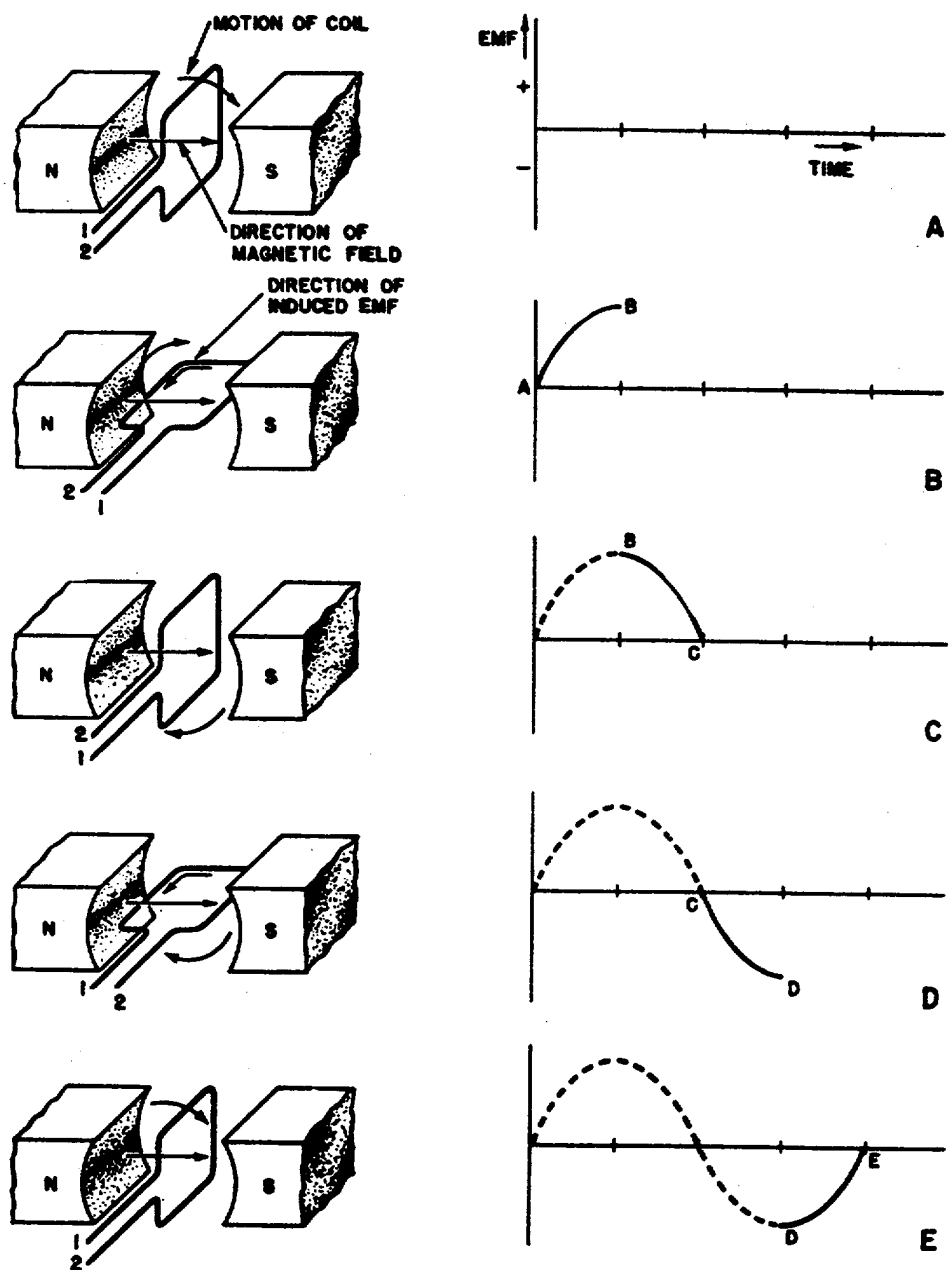 MOTION OF COIL
N
S
1
2
DIRECTION OF
MAGNETIC FIELD
EMF
+
−
TIME
A
DIRECTION OF
INDUCED EMF
N
S
2
1
A
B
B
N
S
2
1
B
C
C
N
S
1
2
C
D
D
N
S
1
2
D
E
E